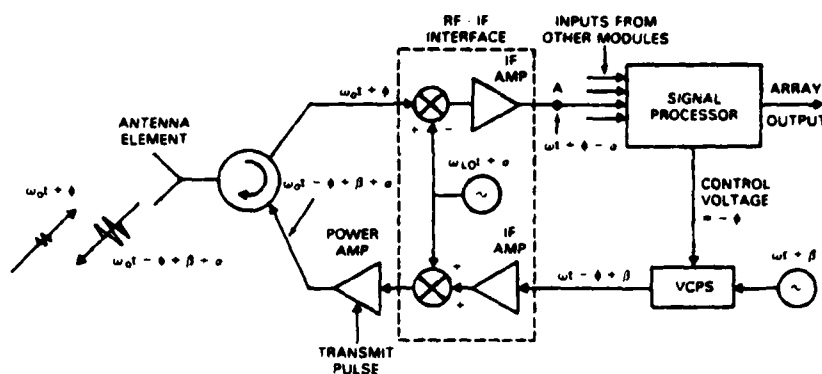 RF - IF
INTERFACE
INPUTS FROM
OTHER MODULES
IF
AMP
ω₀t + ϕ
A
SIGNAL
PROCESSOR
ARRAY
OUTPUT
ANTENNA
ELEMENT
+
-
ωt + ϕ - α
ω₀t + ϕ
ω₀t - ϕ + β + α
ω_LO t + α
~
CONTROL
VOLTAGE
= - ϕ
POWER
AMP
IF
AMP
ωt + β
ω₀t - ϕ + β + α
+
+
ωt - ϕ + β
VCPS
~
TRANSMIT
PULSE